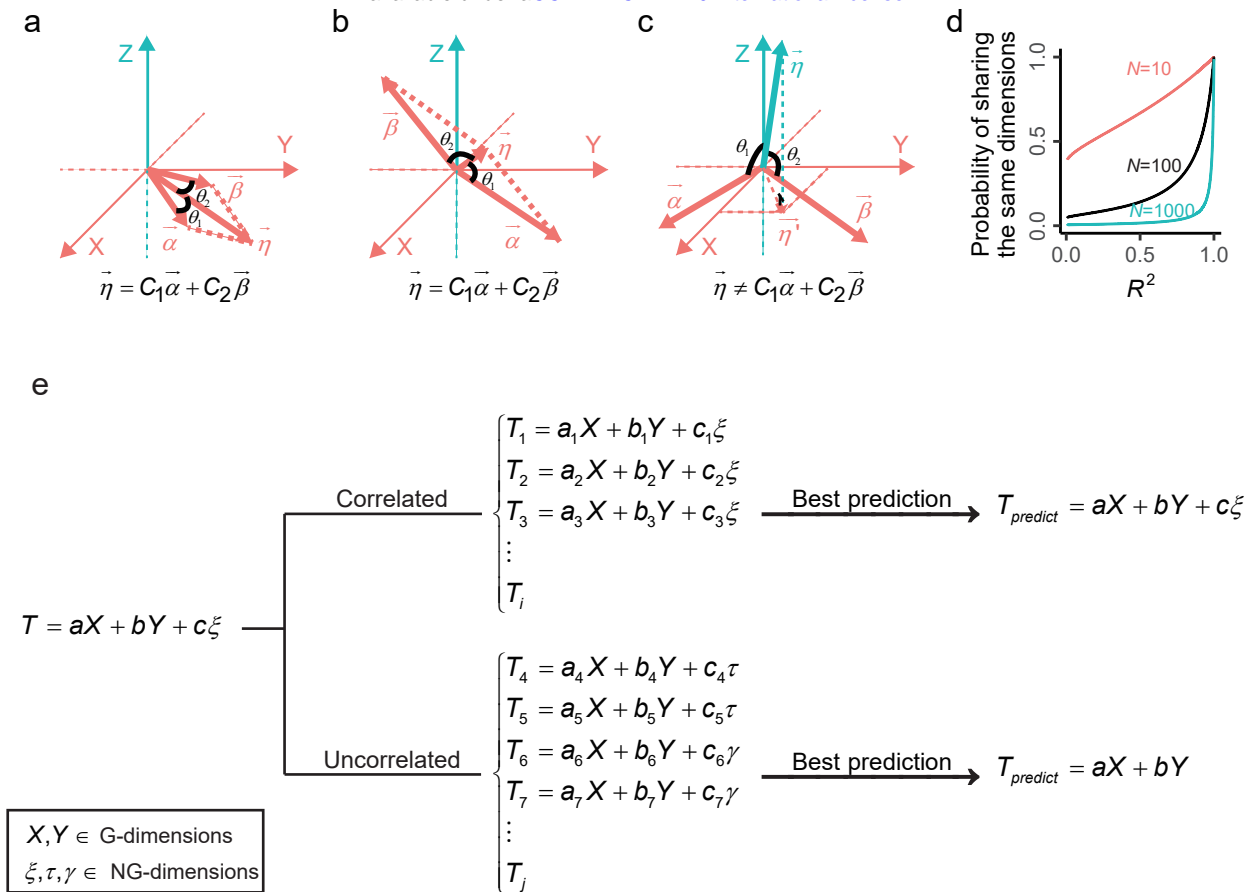 a
b
c
d
Z
Y
X
θ₂
θ₁
β⃗
α⃗
η⃗
η⃗ = C₁α⃗ + C₂β⃗
Z
Y
X
β⃗
θ₂
η⃗
θ₁
α⃗
η⃗ = C₁α⃗ + C₂β⃗
Z
η⃗
Y
θ₁
θ₂
α⃗
β⃗
X
η⃗'
η⃗ ≠ C₁α⃗ + C₂β⃗
Probability of sharing
the same dimensions
1.0
0.5
0.0
N=10
N=100
N=1000
0.0 0.5 1.0
R²
e
T = aX + bY + cξ
Correlated
T₁ = a₁X + b₁Y + c₁ξ
T₂ = a₂X + b₂Y + c₂ξ
T₃ = a₃X + b₃Y + c₃ξ
⋮
Tᵢ
Best prediction
T_predict = aX + bY + cξ
Uncorrelated
T₄ = a₄X + b₄Y + c₄τ
T₅ = a₅X + b₅Y + c₅τ
T₆ = a₆X + b₆Y + c₆γ
T₇ = a₇X + b₇Y + c₇γ
⋮
Tⱼ
Best prediction
T_predict = aX + bY
X,Y ∈ G-dimensions
ξ,τ,γ ∈ NG-dimensions